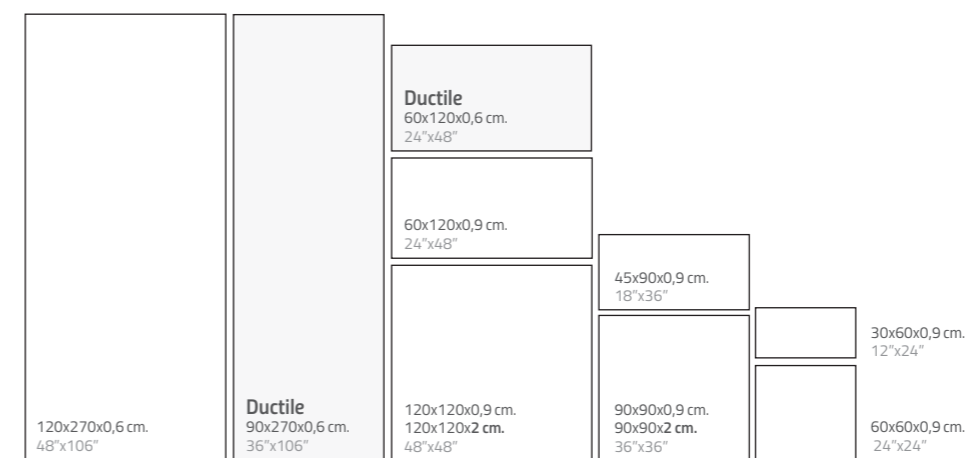 120x270x0,6 cm.
48”x106”
Ductile
90x270x0,6 cm.
36”x106”
Ductile
60x120x0,6 cm.
24”x48”
60x120x0,9 cm.
24”x48”
120x120x0,9 cm.
120x120x2 cm.
48”x48”
45x90x0,9 cm.
18”x36”
90x90x0,9 cm.
90x90x2 cm.
36”x36”
30x60x0,9 cm.
12”x24”
60x60x0,9 cm.
24”x24”